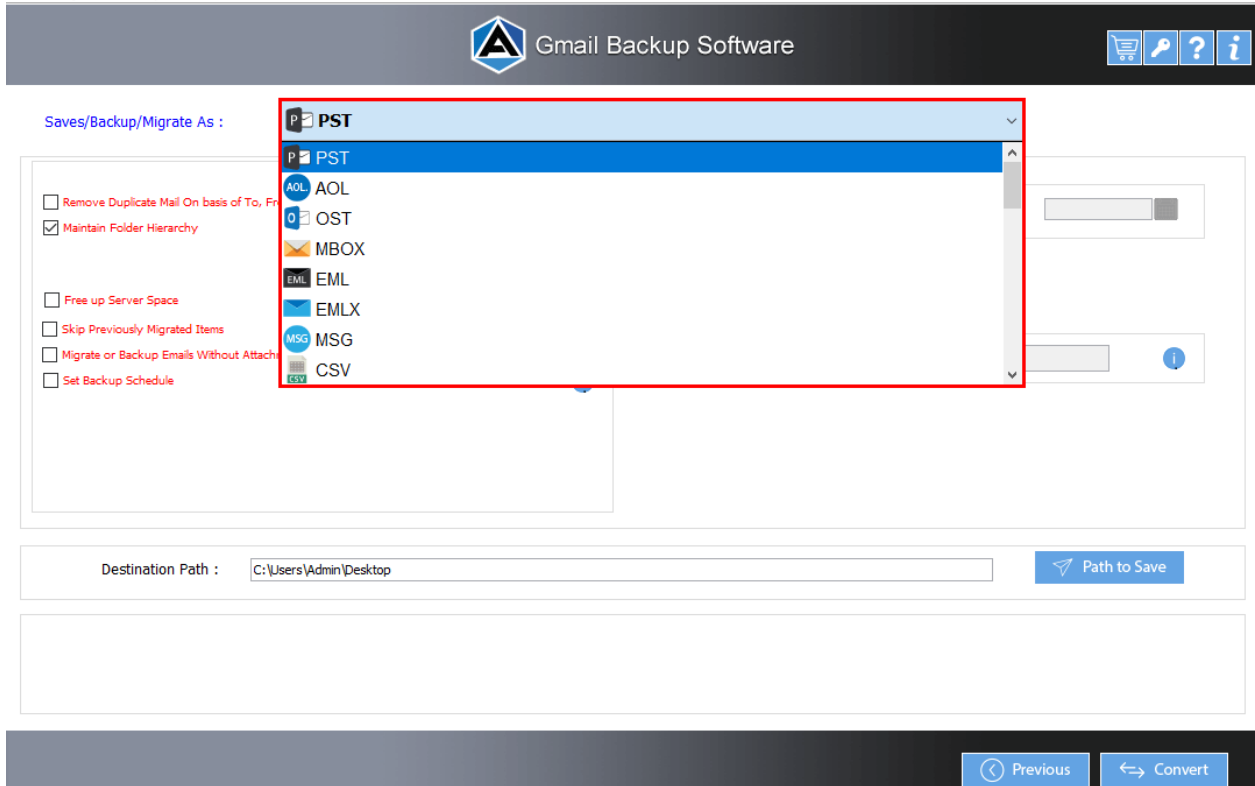 Gmail Backup Software
Saves/Backup/Migrate As :
PST
PST
AOL
OST
MBOX
EML
EMLX
MSG
CSV
Remove Duplicate Mail On basis of To, Fr
Maintain Folder Hierarchy
Free up Server Space
Skip Previously Migrated Items
Migrate or Backup Emails Without Attach
Set Backup Schedule
Destination Path :
C:\Users\Admin\Desktop
Path to Save
Previous
Convert